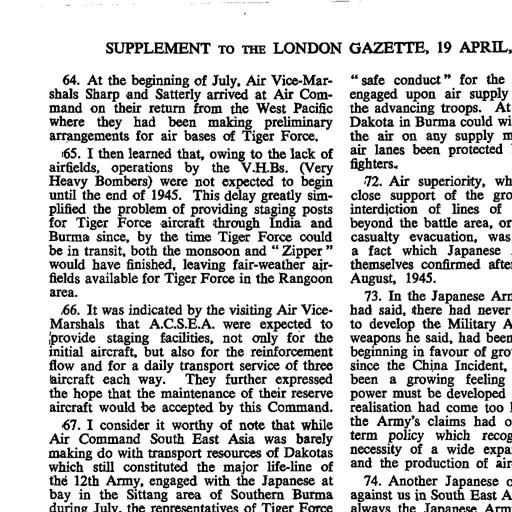 SUPPLEMENT TO THE LONDON GAZETTE, 19 APRIL,
64. At the beginning of July, Air Vice-Mar-
shals Sharp and Satterly arrived at Air Com-
mand on their return from the West Pacific
where they had been making preliminary
arrangements for air bases of Tiger Force.
65. I then learned that, owing to the lack of
airfields, operations by the V.H.Bs. (Very
Heavy Bombers) were not expected to begin
until the end of 1945. This delay greatly sim-
plified the problem of providing staging posts
for Tiger Force aircraft through India and
Burma since, by the time Tiger Force could
be in transit, both the monsoon and "Zipper"
would have finished, leaving fair-weather air-
fields available for Tiger Force in the Rangoon
area.
66. It was indicated by the visiting Air Vice-
Marshals that A.C.S.E.A. were expected to
provide staging facilities, not only for the
initial aircraft, but also for the reinforcement
flow and for a daily transport service of three
aircraft each way. They further expressed
the hope that the maintenance of their reserve
aircraft would be accepted by this Command.
67. I consider it worthy of note that while
Air Command South East Asia was barely
making do with transport resources of Dakotas
which still constituted the major life-line of
the 12th Army, engaged with the Japanese at
bay in the Sittang area of Southern Burma
during July, the representatives of Tiger Force
"safe conduct" for the
engaged upon air supply
the advancing troops. At
Dakota in Burma could wi
the air on any supply m
air lanes been protected
fighters.
72. Air superiority, wh
close support of the gro
interdiction of lines of
beyond the battle area, or
casualty evacuation, was
a fact which Japanese
themselves confirmed after
August, 1945.
73. In the Japanese Arm
had said, there had never
to develop the Military A
weapons he said, had been
beginning in favour of gro
since the China Incident,
been a growing feeling
power must be developed
realisation had come too l
the Army's claims had o
term policy which recog
necessity of a wide expa
and the production of air
74. Another Japanese o
against us in South East A
always the Japanese Arm